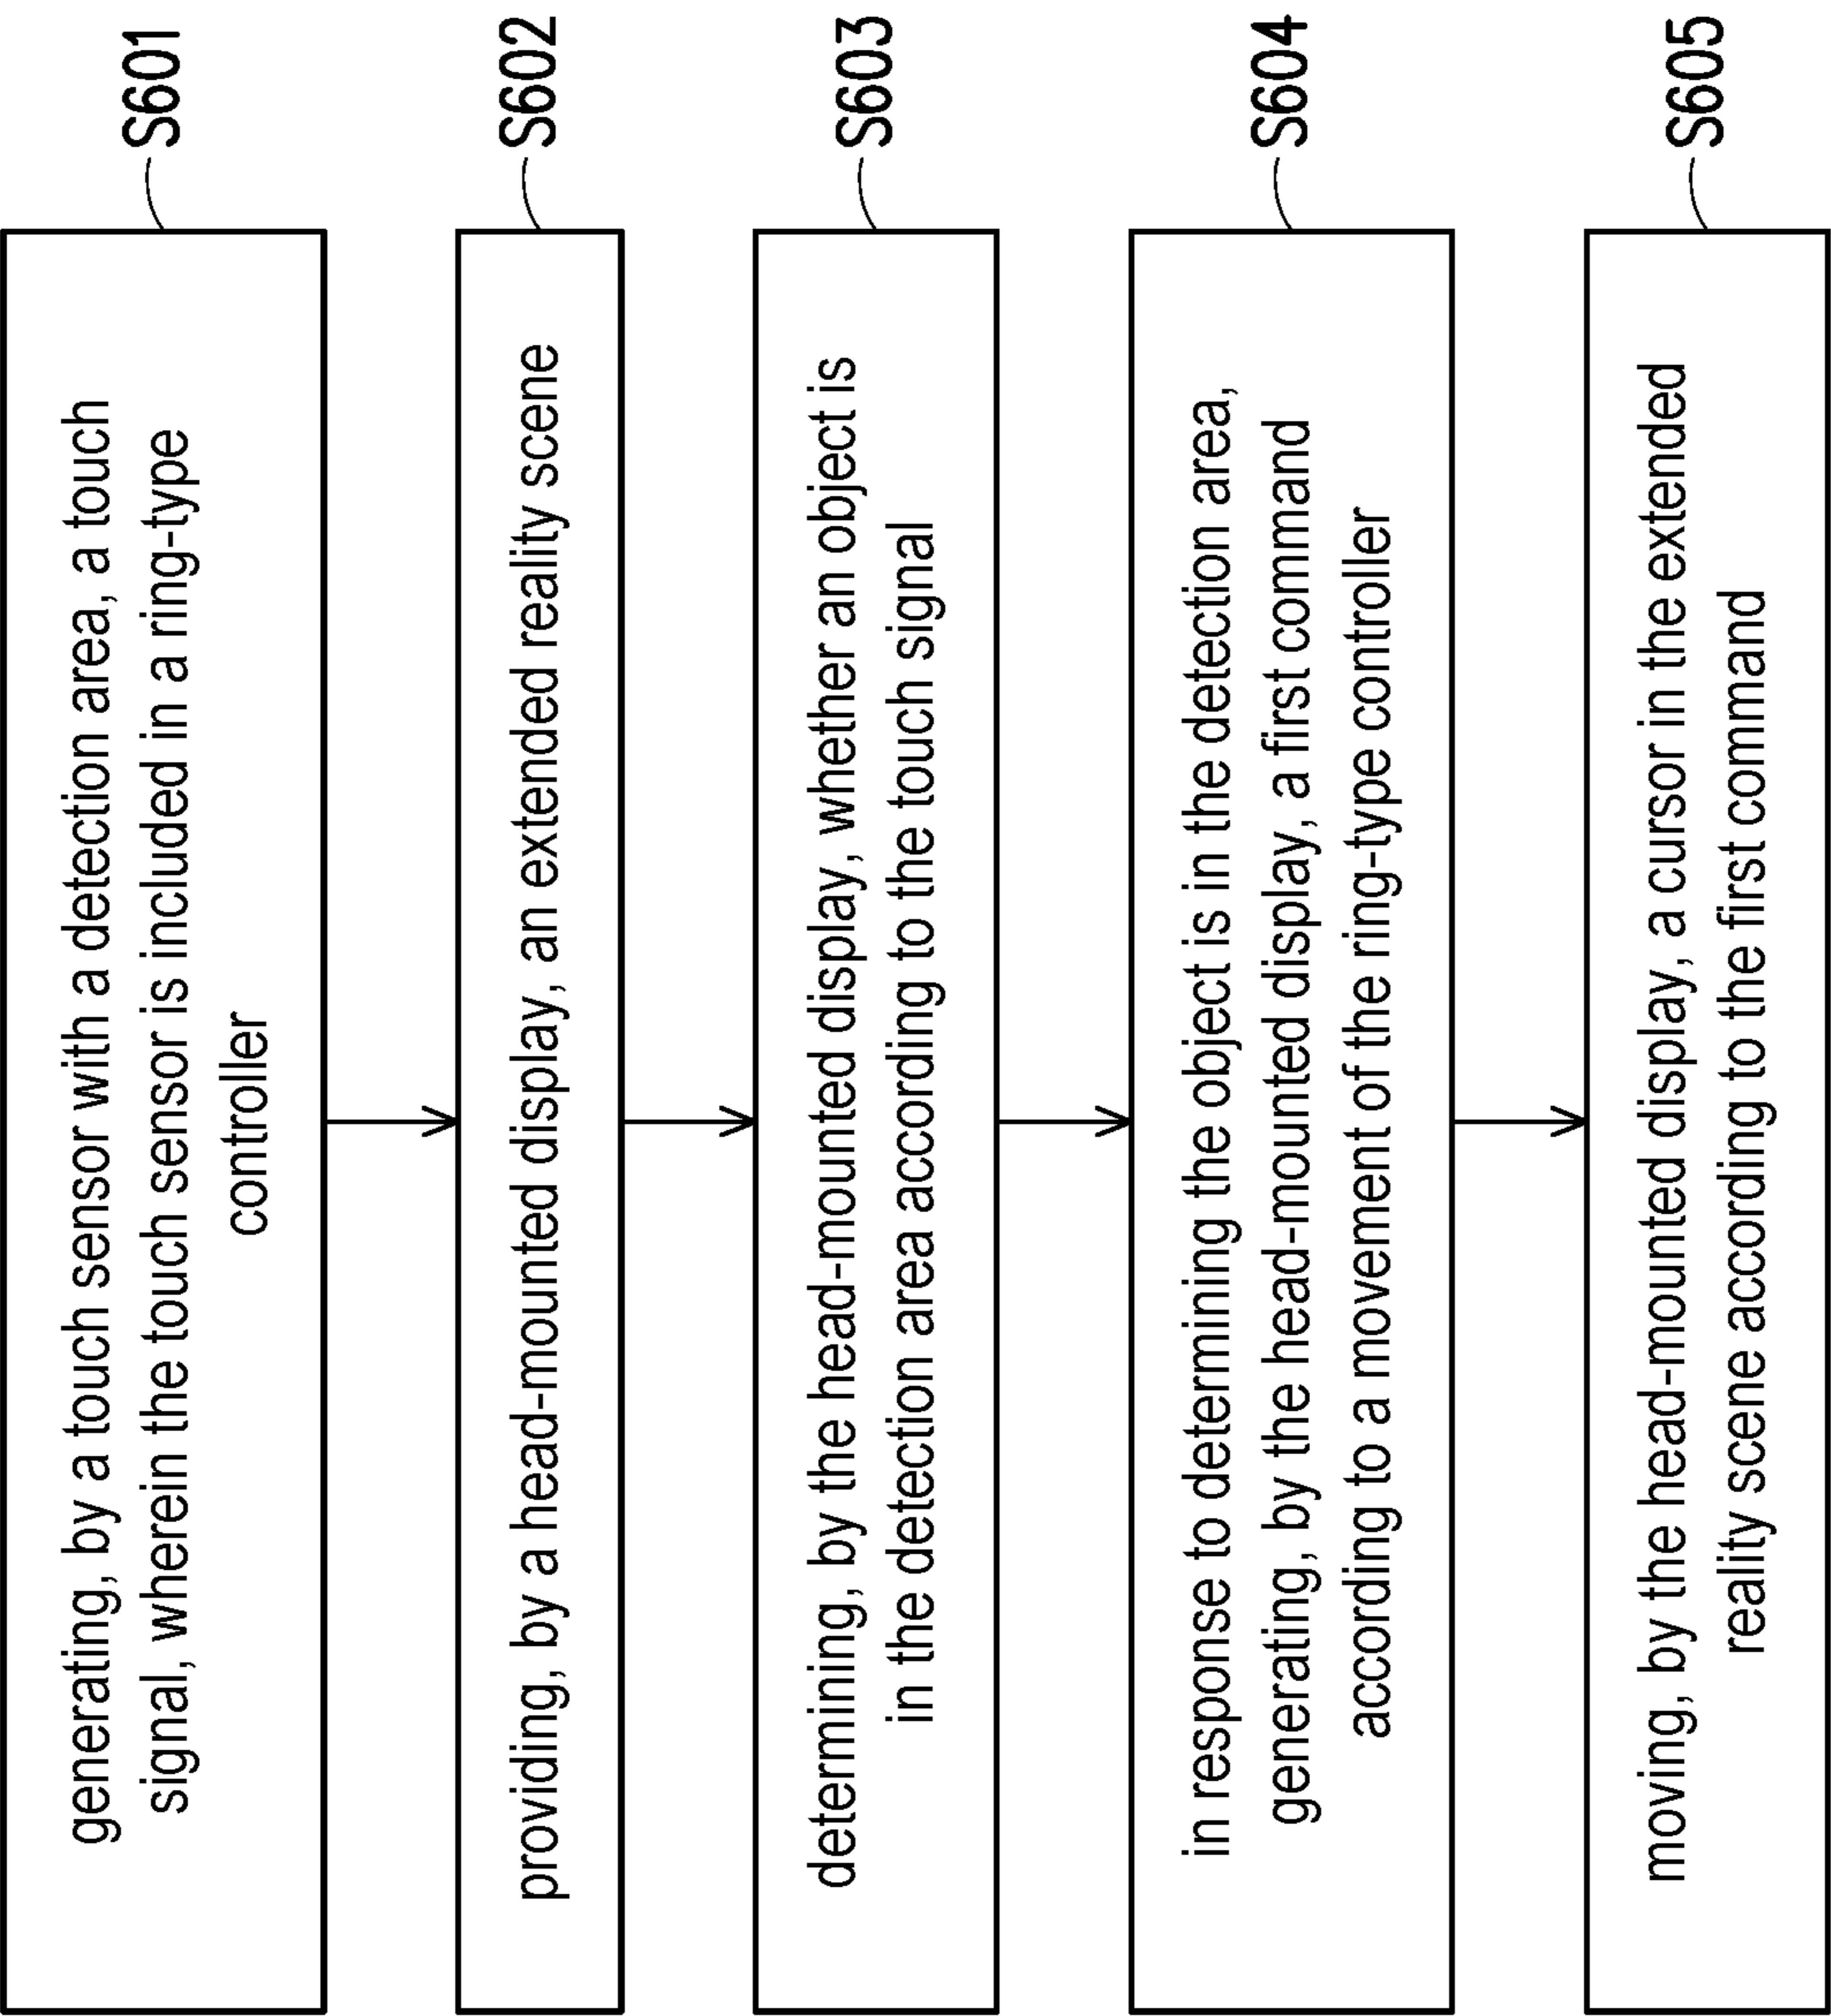 generating, by a touch sensor with a detection area, a touch
signal, wherein the touch sensor is included in a ring-type
controller
S601
providing, by a head-mounted display, an extended reality scene
S602
determining, by the head-mounted display, whether an object is
in the detection area according to the touch signal
S603
in response to determining the object is in the detection area,
generating, by the head-mounted display, a first command
according to a movement of the ring-type controller
S604
moving, by the head-mounted display, a cursor in the extended
reality scene according to the first command
S605